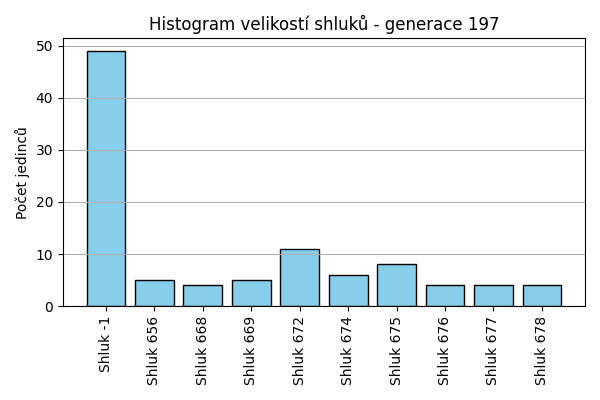 Histogram velikostí shluků - generace 197
Počet jedinců
50
40
30
20
10
0
Shluk -1
Shluk 656
Shluk 668
Shluk 669
Shluk 672
Shluk 674
Shluk 675
Shluk 676
Shluk 677
Shluk 678